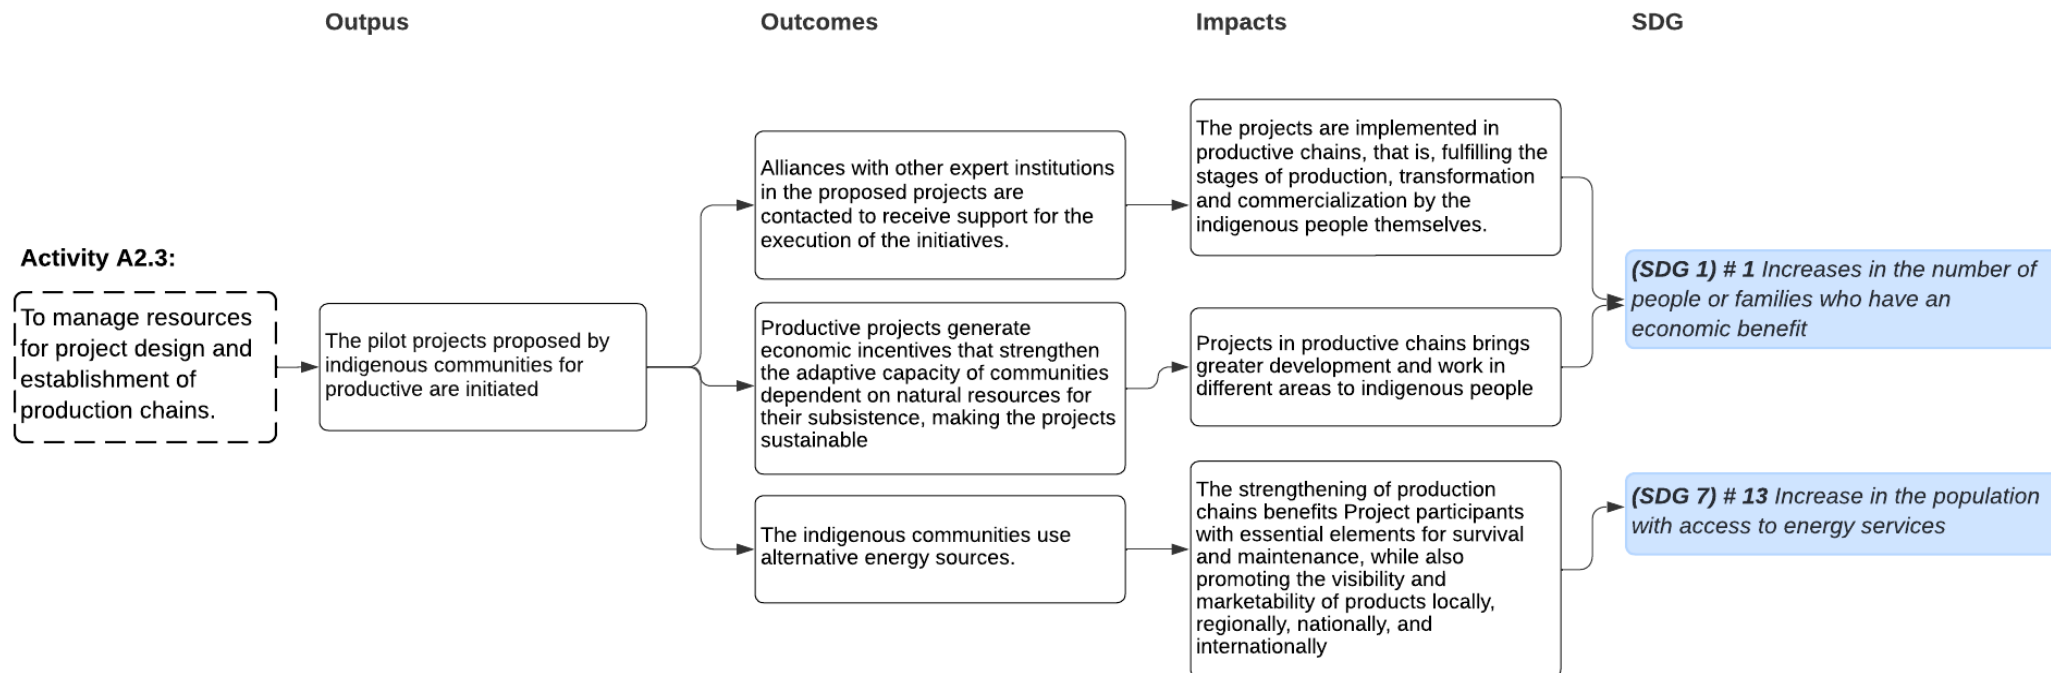 Outpus
Outcomes
Impacts
SDG
Activity A2.3:
To manage resources
for project design and
establishment of
production chains.
The pilot projects proposed by
indigenous communities for
productive are initiated
Alliances with other expert institutions
in the proposed projects are
contacted to receive support for the
execution of the initiatives.
Productive projects generate
economic incentives that strengthen
the adaptive capacity of communities
dependent on natural resources for
their subsistence, making the projects
sustainable
The indigenous communities use
alternative energy sources.
The projects are implemented in
productive chains, that is, fulfilling the
stages of production, transformation
and commercialization by the
indigenous people themselves.
Projects in productive chains brings
greater development and work in
different areas to indigenous people
The strengthening of production
chains benefits Project participants
with essential elements for survival
and maintenance, while also
promoting the visibility and
marketability of products locally,
regionally, nationally, and
internationally
(SDG 1) # 1 Increases in the number of
people or families who have an
economic benefit
(SDG 7) # 13 Increase in the population
with access to energy services